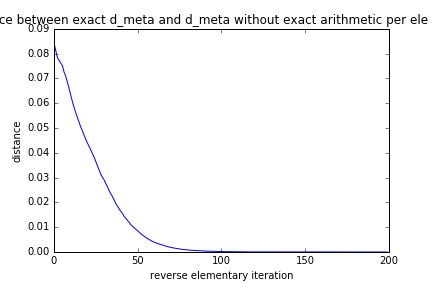 ce between exact d_meta and d_meta without exact arithmetic per ele
0.09
0.08
0.07
0.06
0.05
0.04
0.03
0.02
0.01
0.00
distance
0 50 100 150 200
reverse elementary iteration